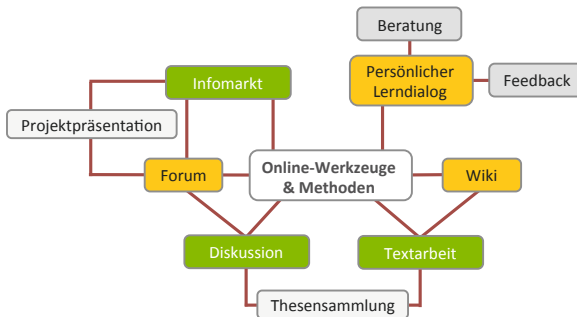 Beratung
Infomarkt
Persönlicher
Lerndialog
Feedback
Projektpräsentation
Forum
Online-Werkzeuge
& Methoden
Wiki
Diskussion
Textarbeit
Thesensammlung